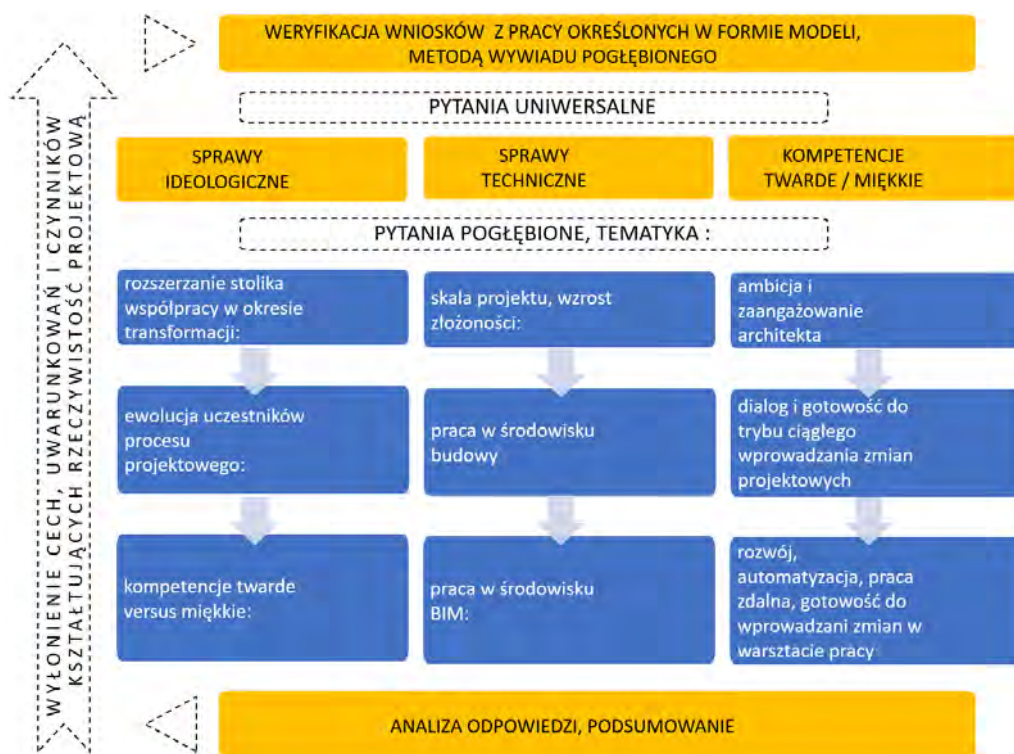 WERYFIKACJA WNIOSKÓW Z PRACY OKREŚLONYCH W FORMIE MODELI,
METODĄ WYWIADU POGŁĘBIONEGO
PYTANIA UNIWERSALNE
SPRAWY
IDEOLOGICZNE
SPRAWY
TECHNICZNE
KOMPETENCJE
TWARDE / MIĘKKIE
PYTANIA POGŁĘBIONE, TEMATYKA :
rozszerzanie stolika
współpracy w okresie
transformacji:
skala projektu, wzrost
złożoności:
ambicja i
zaangażowanie
architekta
ewolucja uczestników
procesu
projektowego:
praca w środowisku
budowy
dialog i gotowość do
trybu ciągłego
wprowadzania zmian
projektowych
kompetencje twarde
versus miękkie:
praca w środowisku
BIM:
rozwój,
automatyzacja, praca
zdalna, gotowość do
wprowadzani zmian w
warsztacie pracy
ANALIZA ODPOWIEDZI, PODSUMOWANIE
WYŁONIENIE CECH, UWARUNKOWAŃ I CZYNNIKÓW
KSZTAŁTUJĄCYCH RZECZYWISTOŚĆ PROJEKTOWĄ